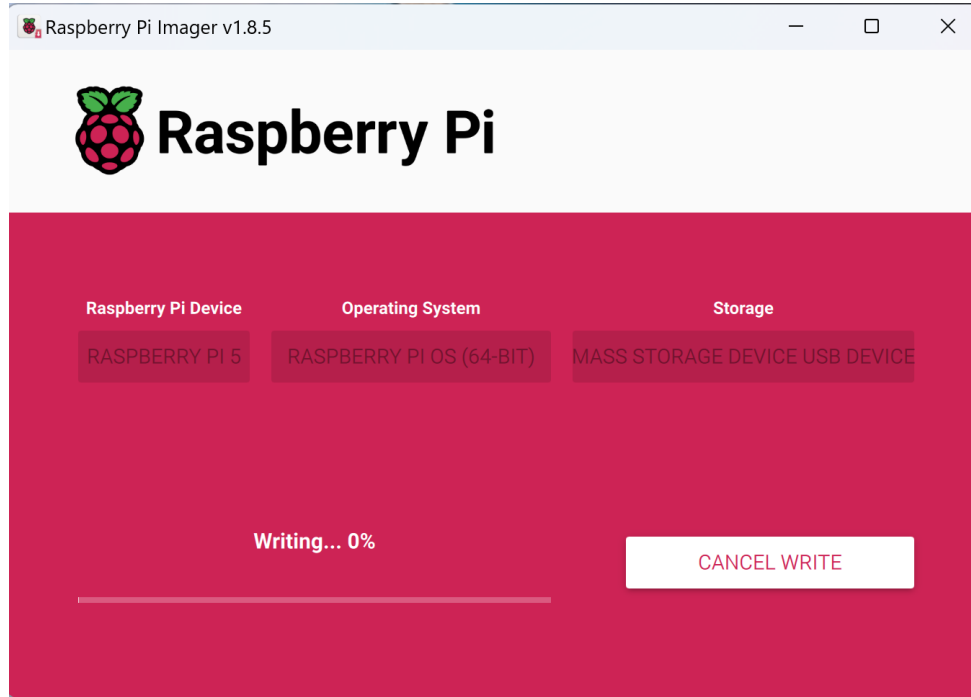 Raspberry Pi Imager v1.8.5
Raspberry Pi
Raspberry Pi Device
Operating System
Storage
RASPBERRY PI 5
RASPBERRY PI OS (64-BIT)
MASS STORAGE DEVICE USB DEVICE
Writing... 0%
CANCEL WRITE